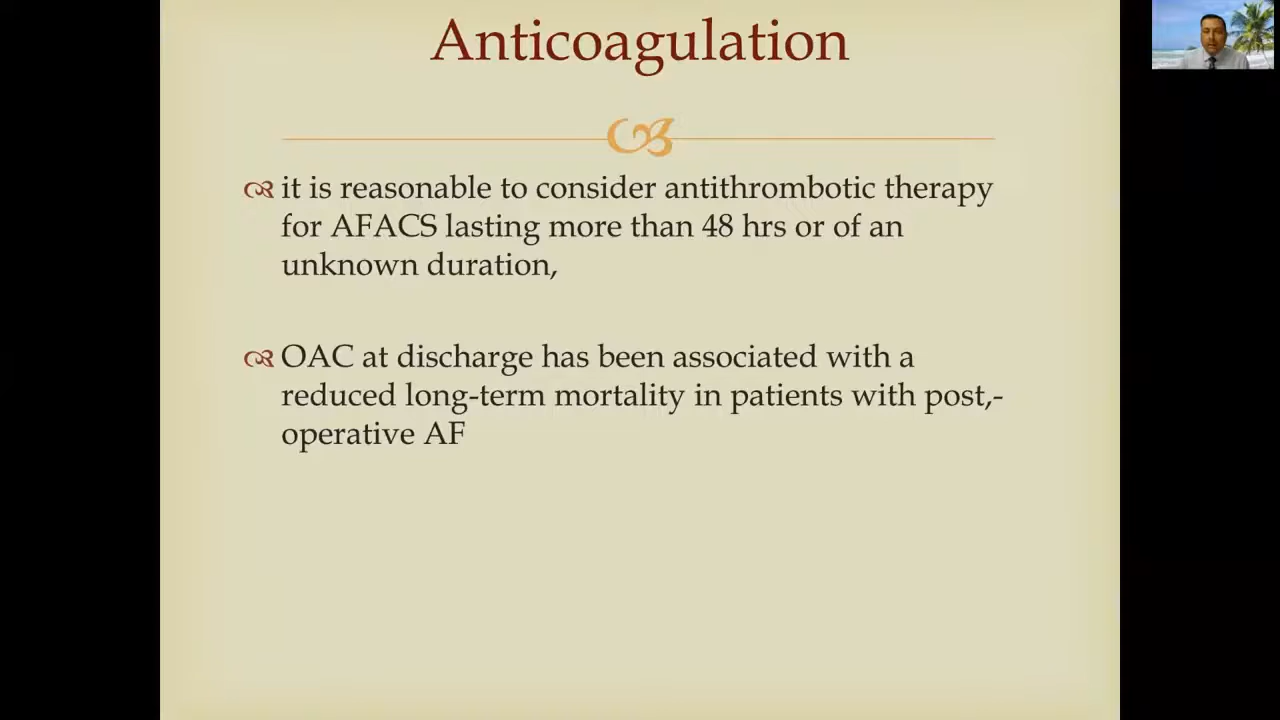 Anticoagulation
it is reasonable to consider antithrombotic therapy
for AFACS lasting more than 48 hrs or of an
unknown duration,
OAC at discharge has been associated with a
reduced long-term mortality in patients with post,-
operative AF